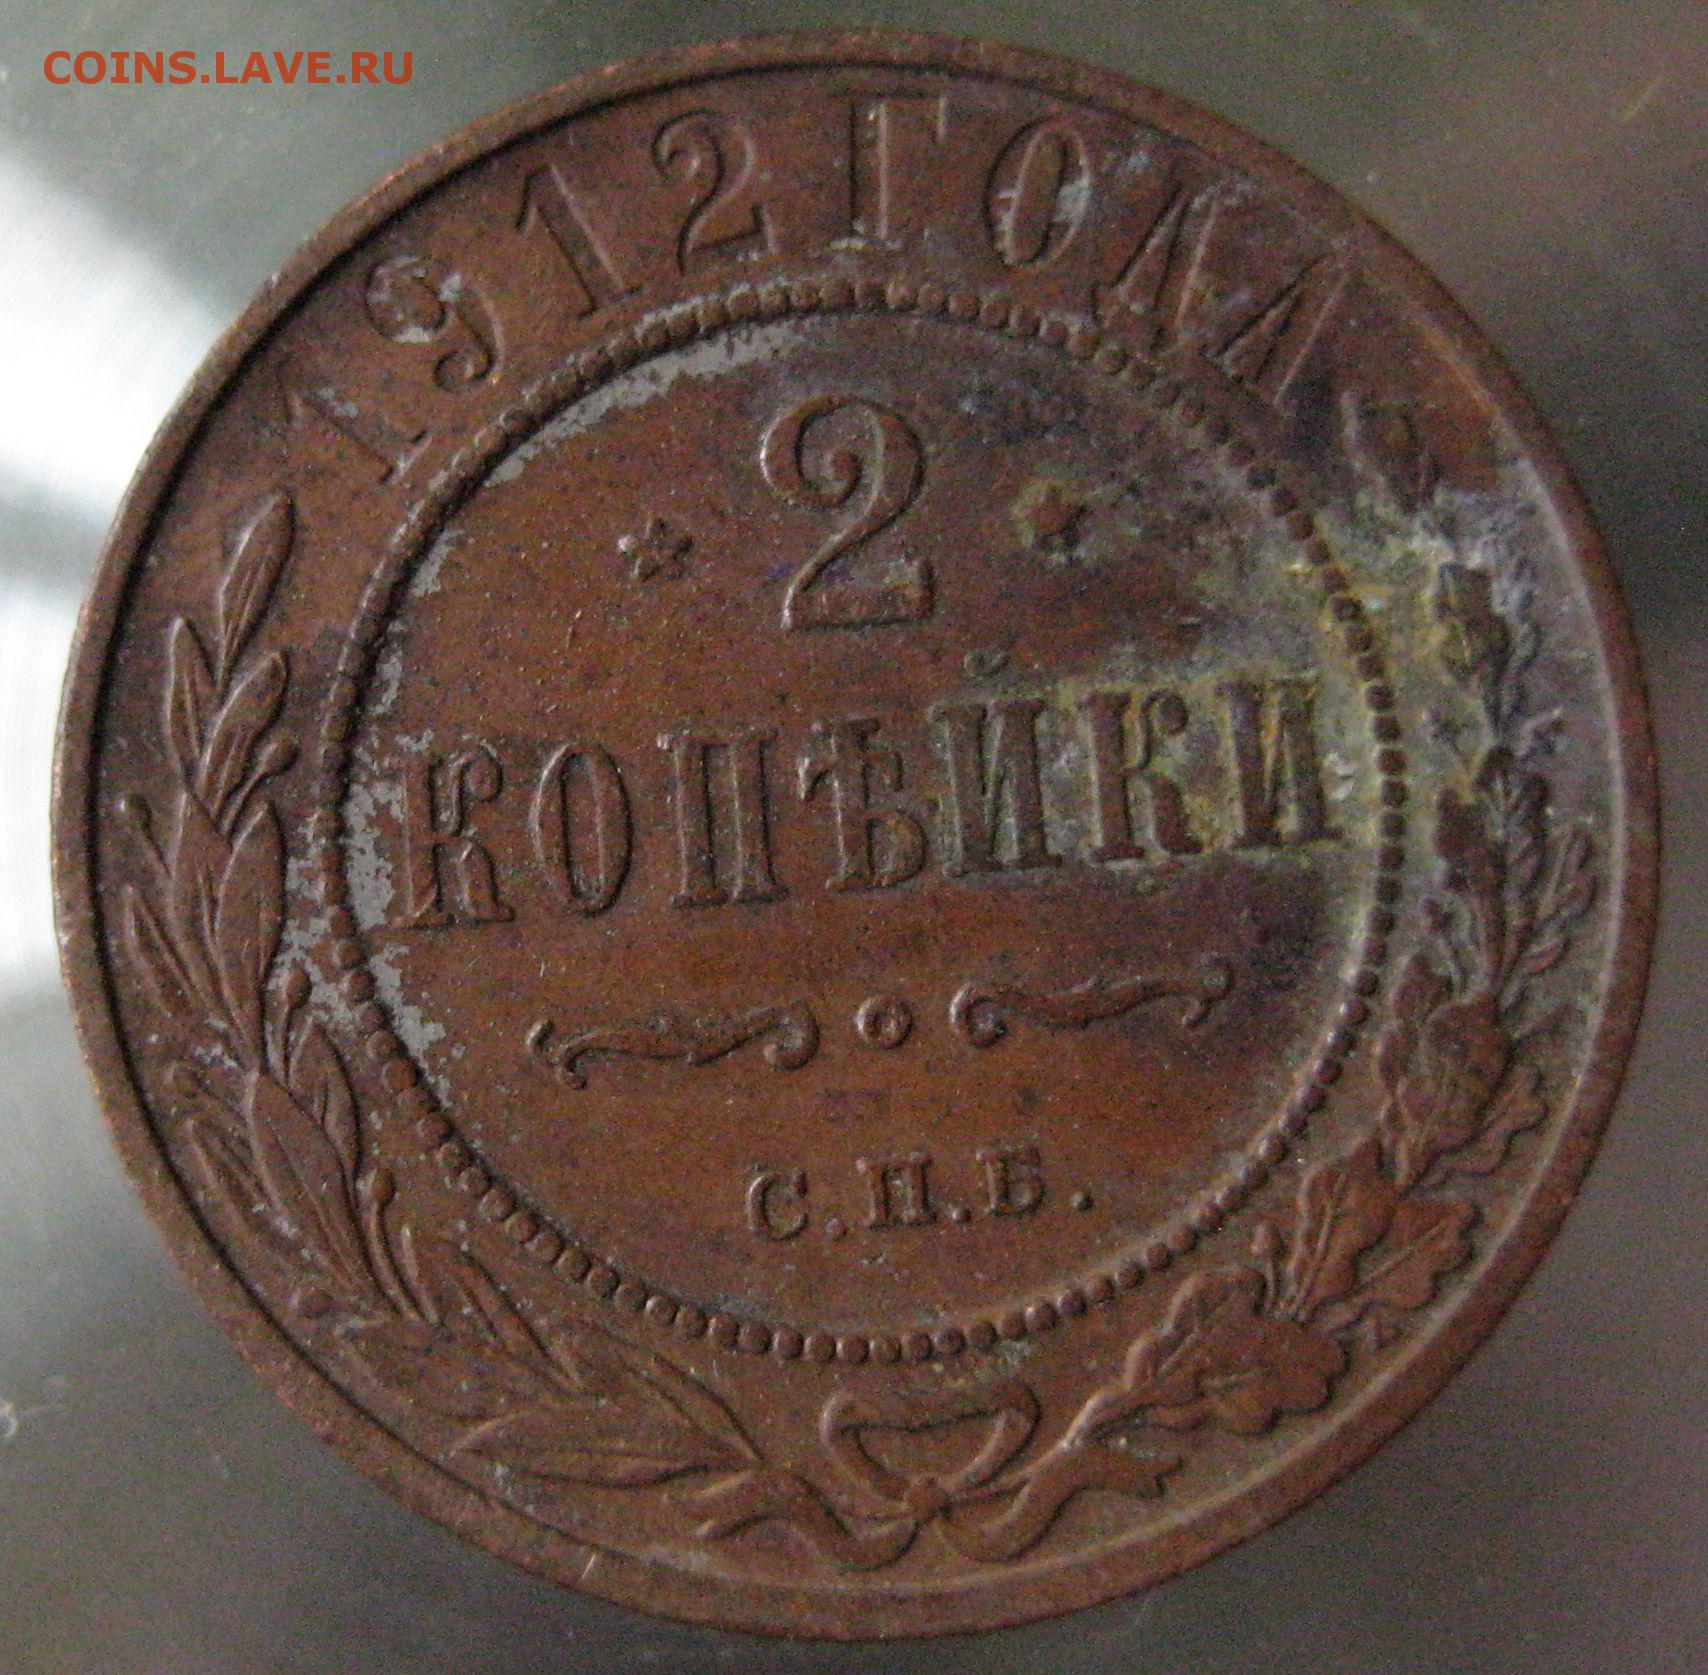 COINS.LAVE.RU
1912 ГОДА
2
КОПѢЙКИ
С.П.Б.